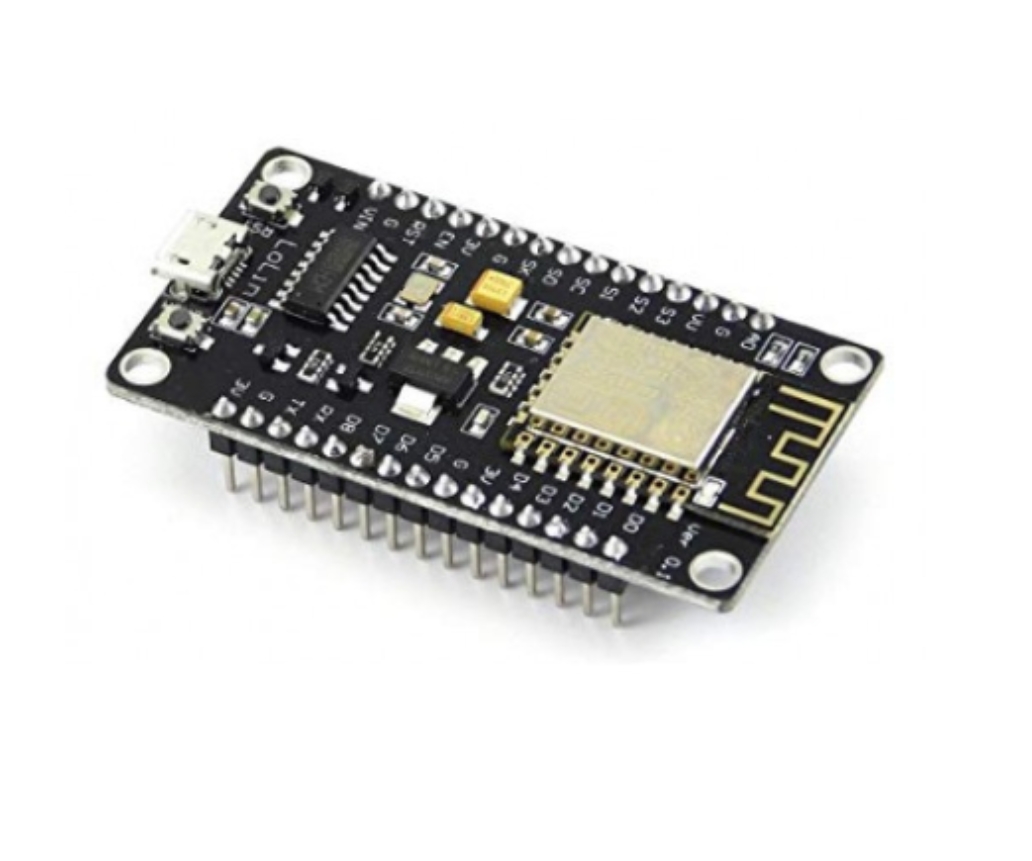 RST
LoLin
VIN
G
RST
EN
3V
G
SK
SO
SC
S1
S2
S3
VU
G
AO
3V
G
TX
RX
D8
D7
D6
D5
G
3V
D4
D3
D2
D1
D0
Ver 0.1